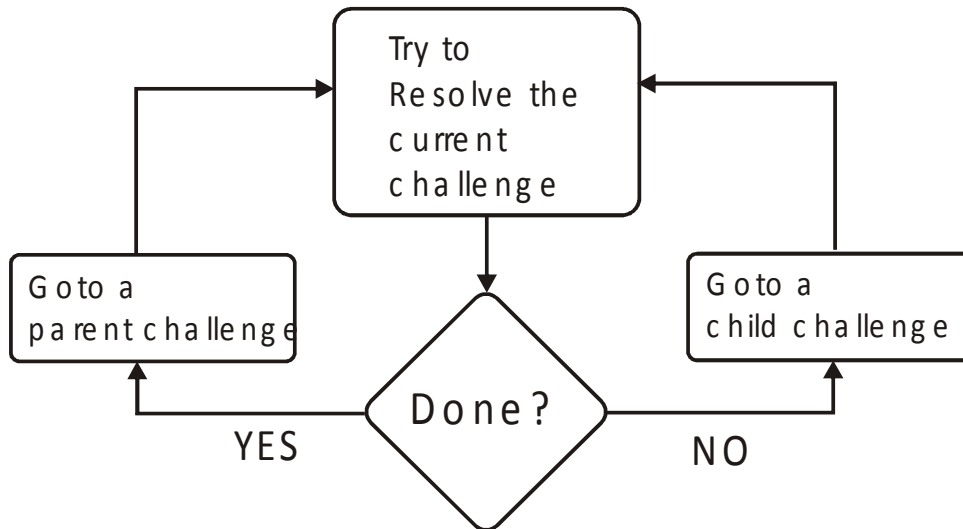 Try to
Resolve the
current
challenge
Goto a
parent challenge
Goto a
child challenge
Done?
YES
NO